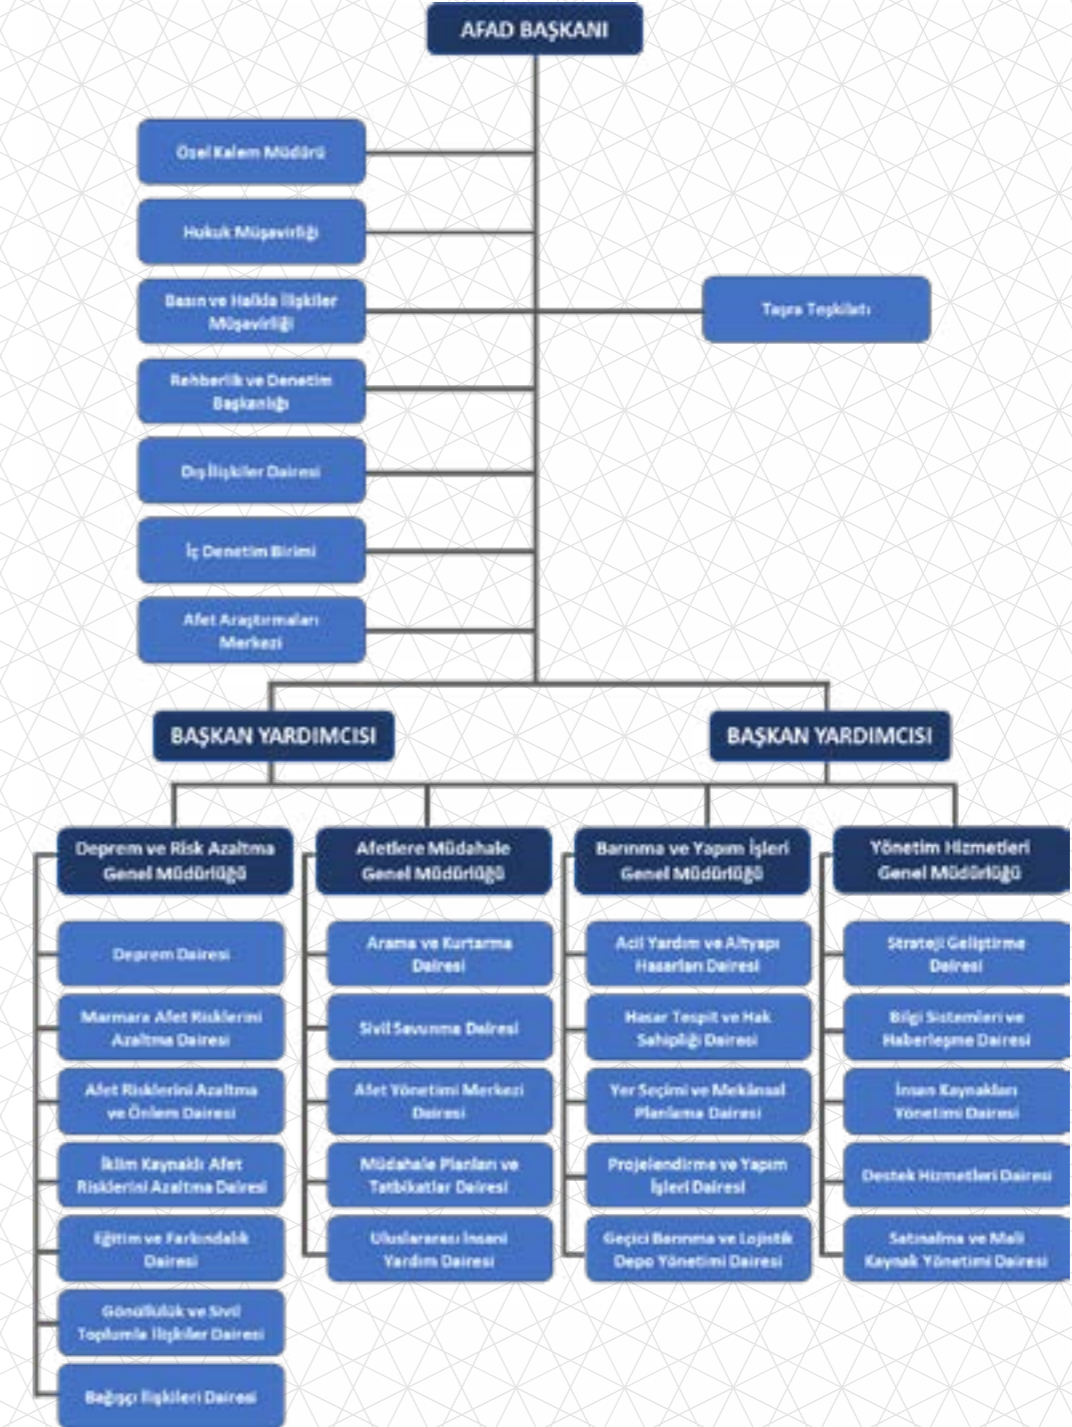 AFAD BAŞKANI
Özel Kalem Müdürü
Hukuk Müşavirliği
Basın ve Halkla İlişkiler
Müşavirliği
Taşra Teşkilatı
Rehberlik ve Denetim
Başkanlığı
Dış İlişkiler Dairesi
İç Denetim Birimi
Afet Araştırmaları
Merkezi
BAŞKAN YARDIMCISI
BAŞKAN YARDIMCISI
Deprem ve Risk Azaltma
Genel Müdürlüğü
Deprem Dairesi
Marmara Afet Risklerini
Azaltma Dairesi
Afet Risklerini Azaltma
ve Önlem Dairesi
İklim Kaynaklı Afet
Risklerini Azaltma Dairesi
Eğitim ve Farkındalık
Dairesi
Gönüllülük ve Sivil
Toplumla İlişkiler Dairesi
Bağışçı İlişkileri Dairesi
Afetlere Müdahale
Genel Müdürlüğü
Arama ve Kurtarma
Dairesi
Sivil Savunma Dairesi
Afet Yönetimi Merkezi
Dairesi
Müdahale Planları ve
Tatbikatlar Dairesi
Uluslararası İnsani
Yardım Dairesi
Barınma ve Yapım İşleri
Genel Müdürlüğü
Acil Yardım ve Altyapı
Hasarları Dairesi
Hasar Tespit ve Hak
Sahipliği Dairesi
Yer Seçimi ve Mekânsal
Planlama Dairesi
Projelendirme ve Yapım
İşleri Dairesi
Geçici Barınma ve Lojistik
Depo Yönetimi Dairesi
Yönetim Hizmetleri
Genel Müdürlüğü
Strateji Geliştirme
Dairesi
Bilgi Sistemleri ve
Haberleşme Dairesi
İnsan Kaynakları
Yönetimi Dairesi
Destek Hizmetleri Dairesi
Satınalma ve Mali
Kaynak Yönetimi Dairesi